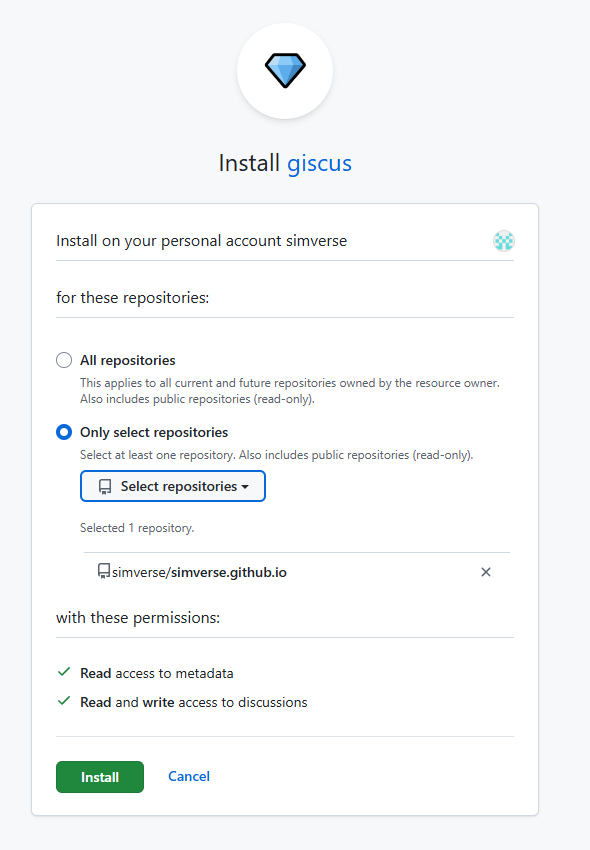 Install giscus
Install on your personal account simverse
for these repositories:
All repositories
This applies to all current and future repositories owned by the resource owner.
Also includes public repositories (read-only).
Only select repositories
Select at least one repository. Also includes public repositories (read-only).
Select repositories
Selected 1 repository.
simverse/simverse.github.io
with these permissions:
Read access to metadata
Read and write access to discussions
Install Cancel